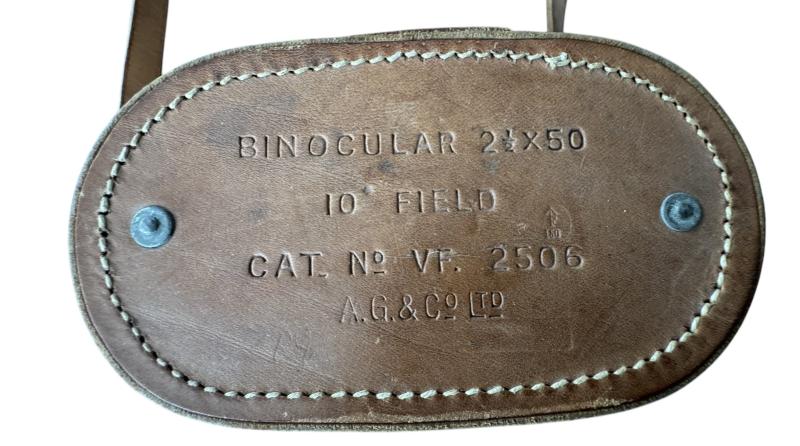 BINOCULAR 2½X50
10° FIELD
CAT. Nº VF. 2506
A.G.&Cº LTD